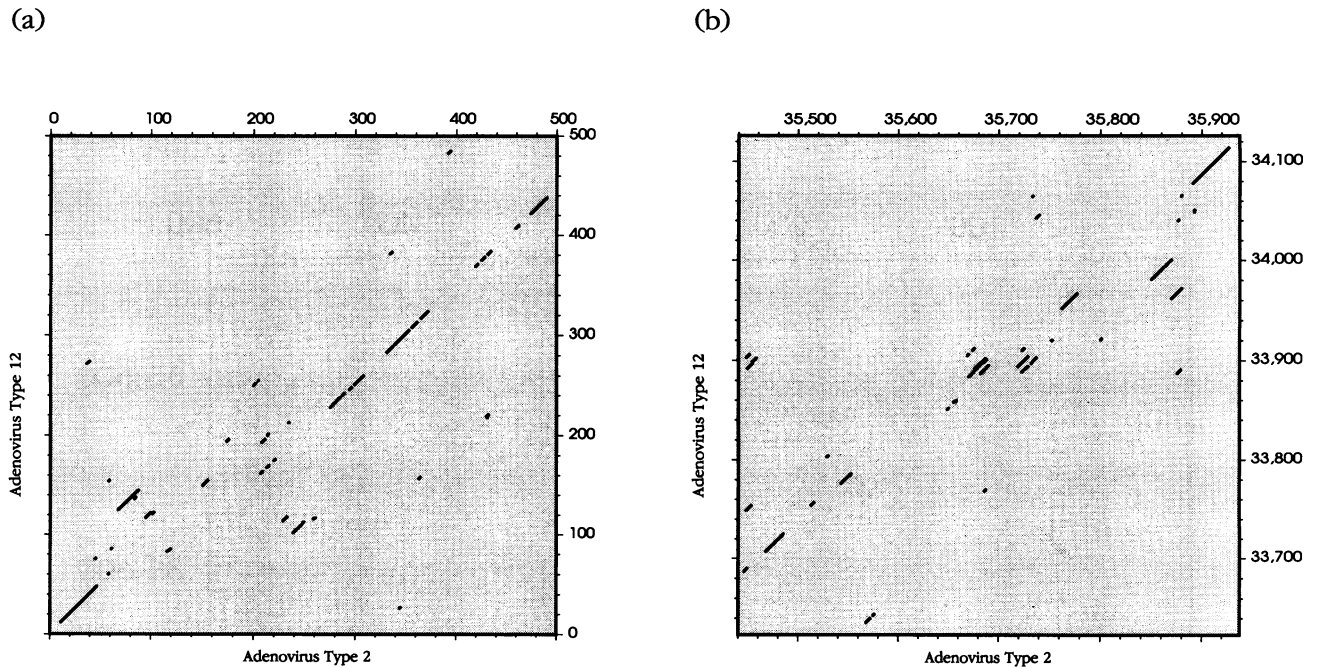 (a)
(b)
0 100 200 300 400 500
500
400
300
200
100
0
Adenovirus Type 12
Adenovirus Type 2
35,500 35,600 35,700 35,800 35,900
34,100
34,000
33,900
33,800
33,700
Adenovirus Type 12
Adenovirus Type 2